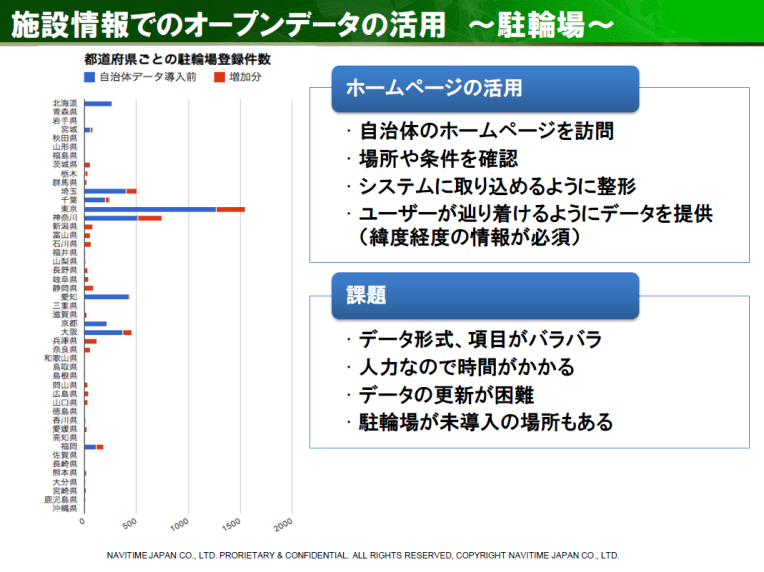 施設情報でのオープンデータの活用 ～駐輪場～
都道府県ごとの駐輪場登録件数
自治体データ導入前 増加分
北海道
青森県
岩手県
宮城
秋田県
山形県
福島県
茨城県
栃木
群馬県
埼玉
千葉
東京
神奈川
新潟県
富山県
石川県
福井県
山梨県
長野県
岐阜県
静岡県
愛知
三重県
滋賀県
京都
大阪
兵庫県
奈良県
和歌山県
鳥取県
島根県
岡山県
広島県
山口県
徳島県
香川県
愛媛県
高知県
福岡
佐賀県
長崎県
熊本県
大分県
宮崎県
鹿児島県
沖縄県
0 500 1000 1500 2000
ホームページの活用
・自治体のホームページを訪問
・場所や条件を確認
・システムに取り込めるように整形
・ユーザーが辿り着けるようにデータを提供
（緯度経度の情報が必須）
課題
・データ形式、項目がバラバラ
・人力なので時間がかかる
・データの更新が困難
・駐輪場が未導入の場所もある
NAVITIME JAPAN CO., LTD. PRORIETARY & CONFIDENTIAL. ALL RIGHTS RESERVED, COPYRIGHT NAVITIME JAPAN CO., LTD.